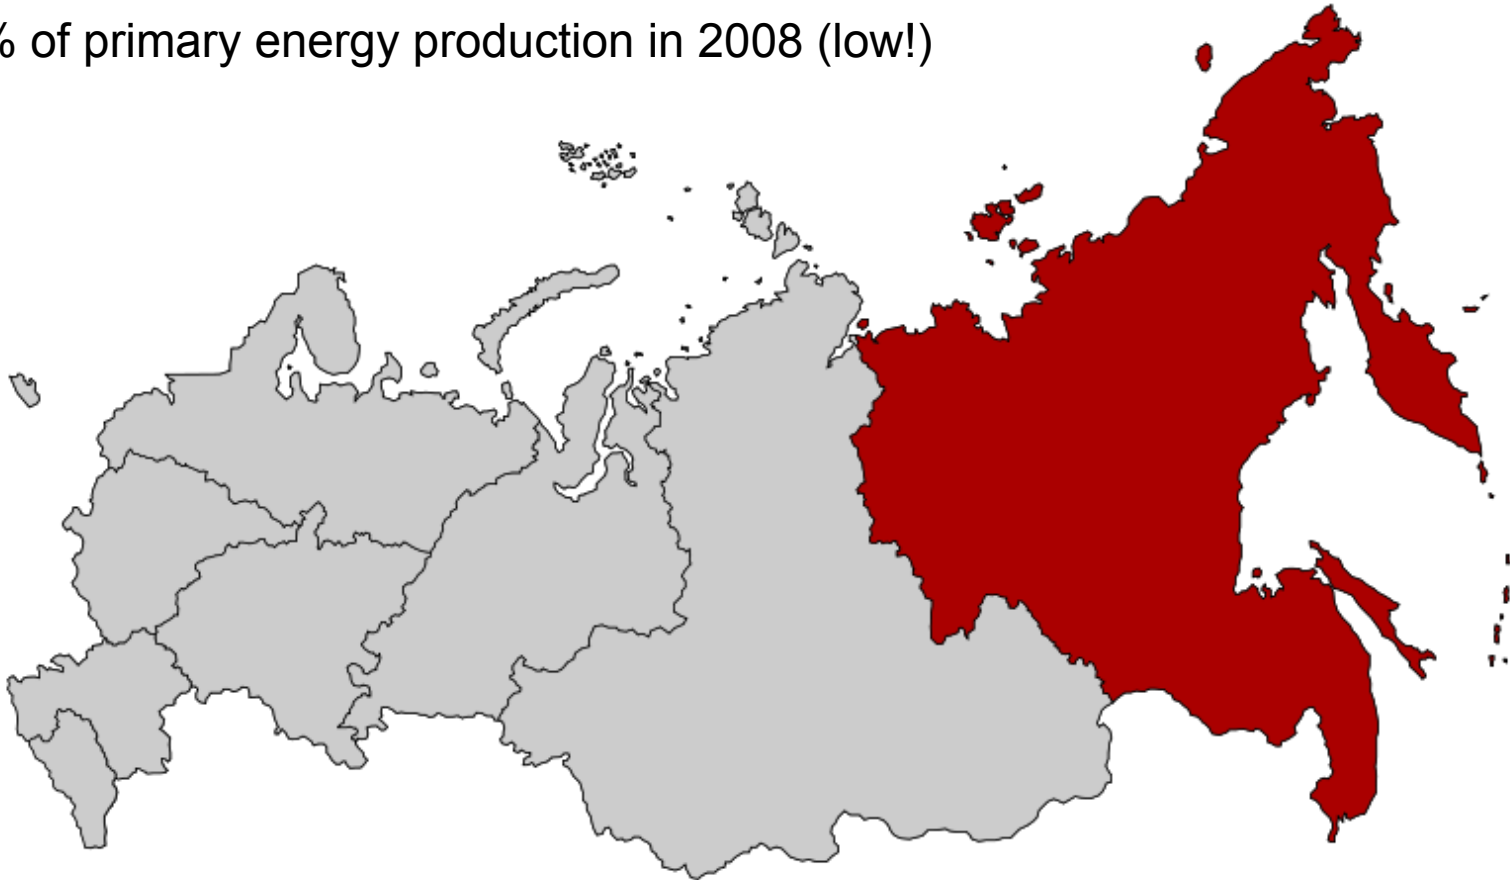 % of primary energy production in 2008 (low!)